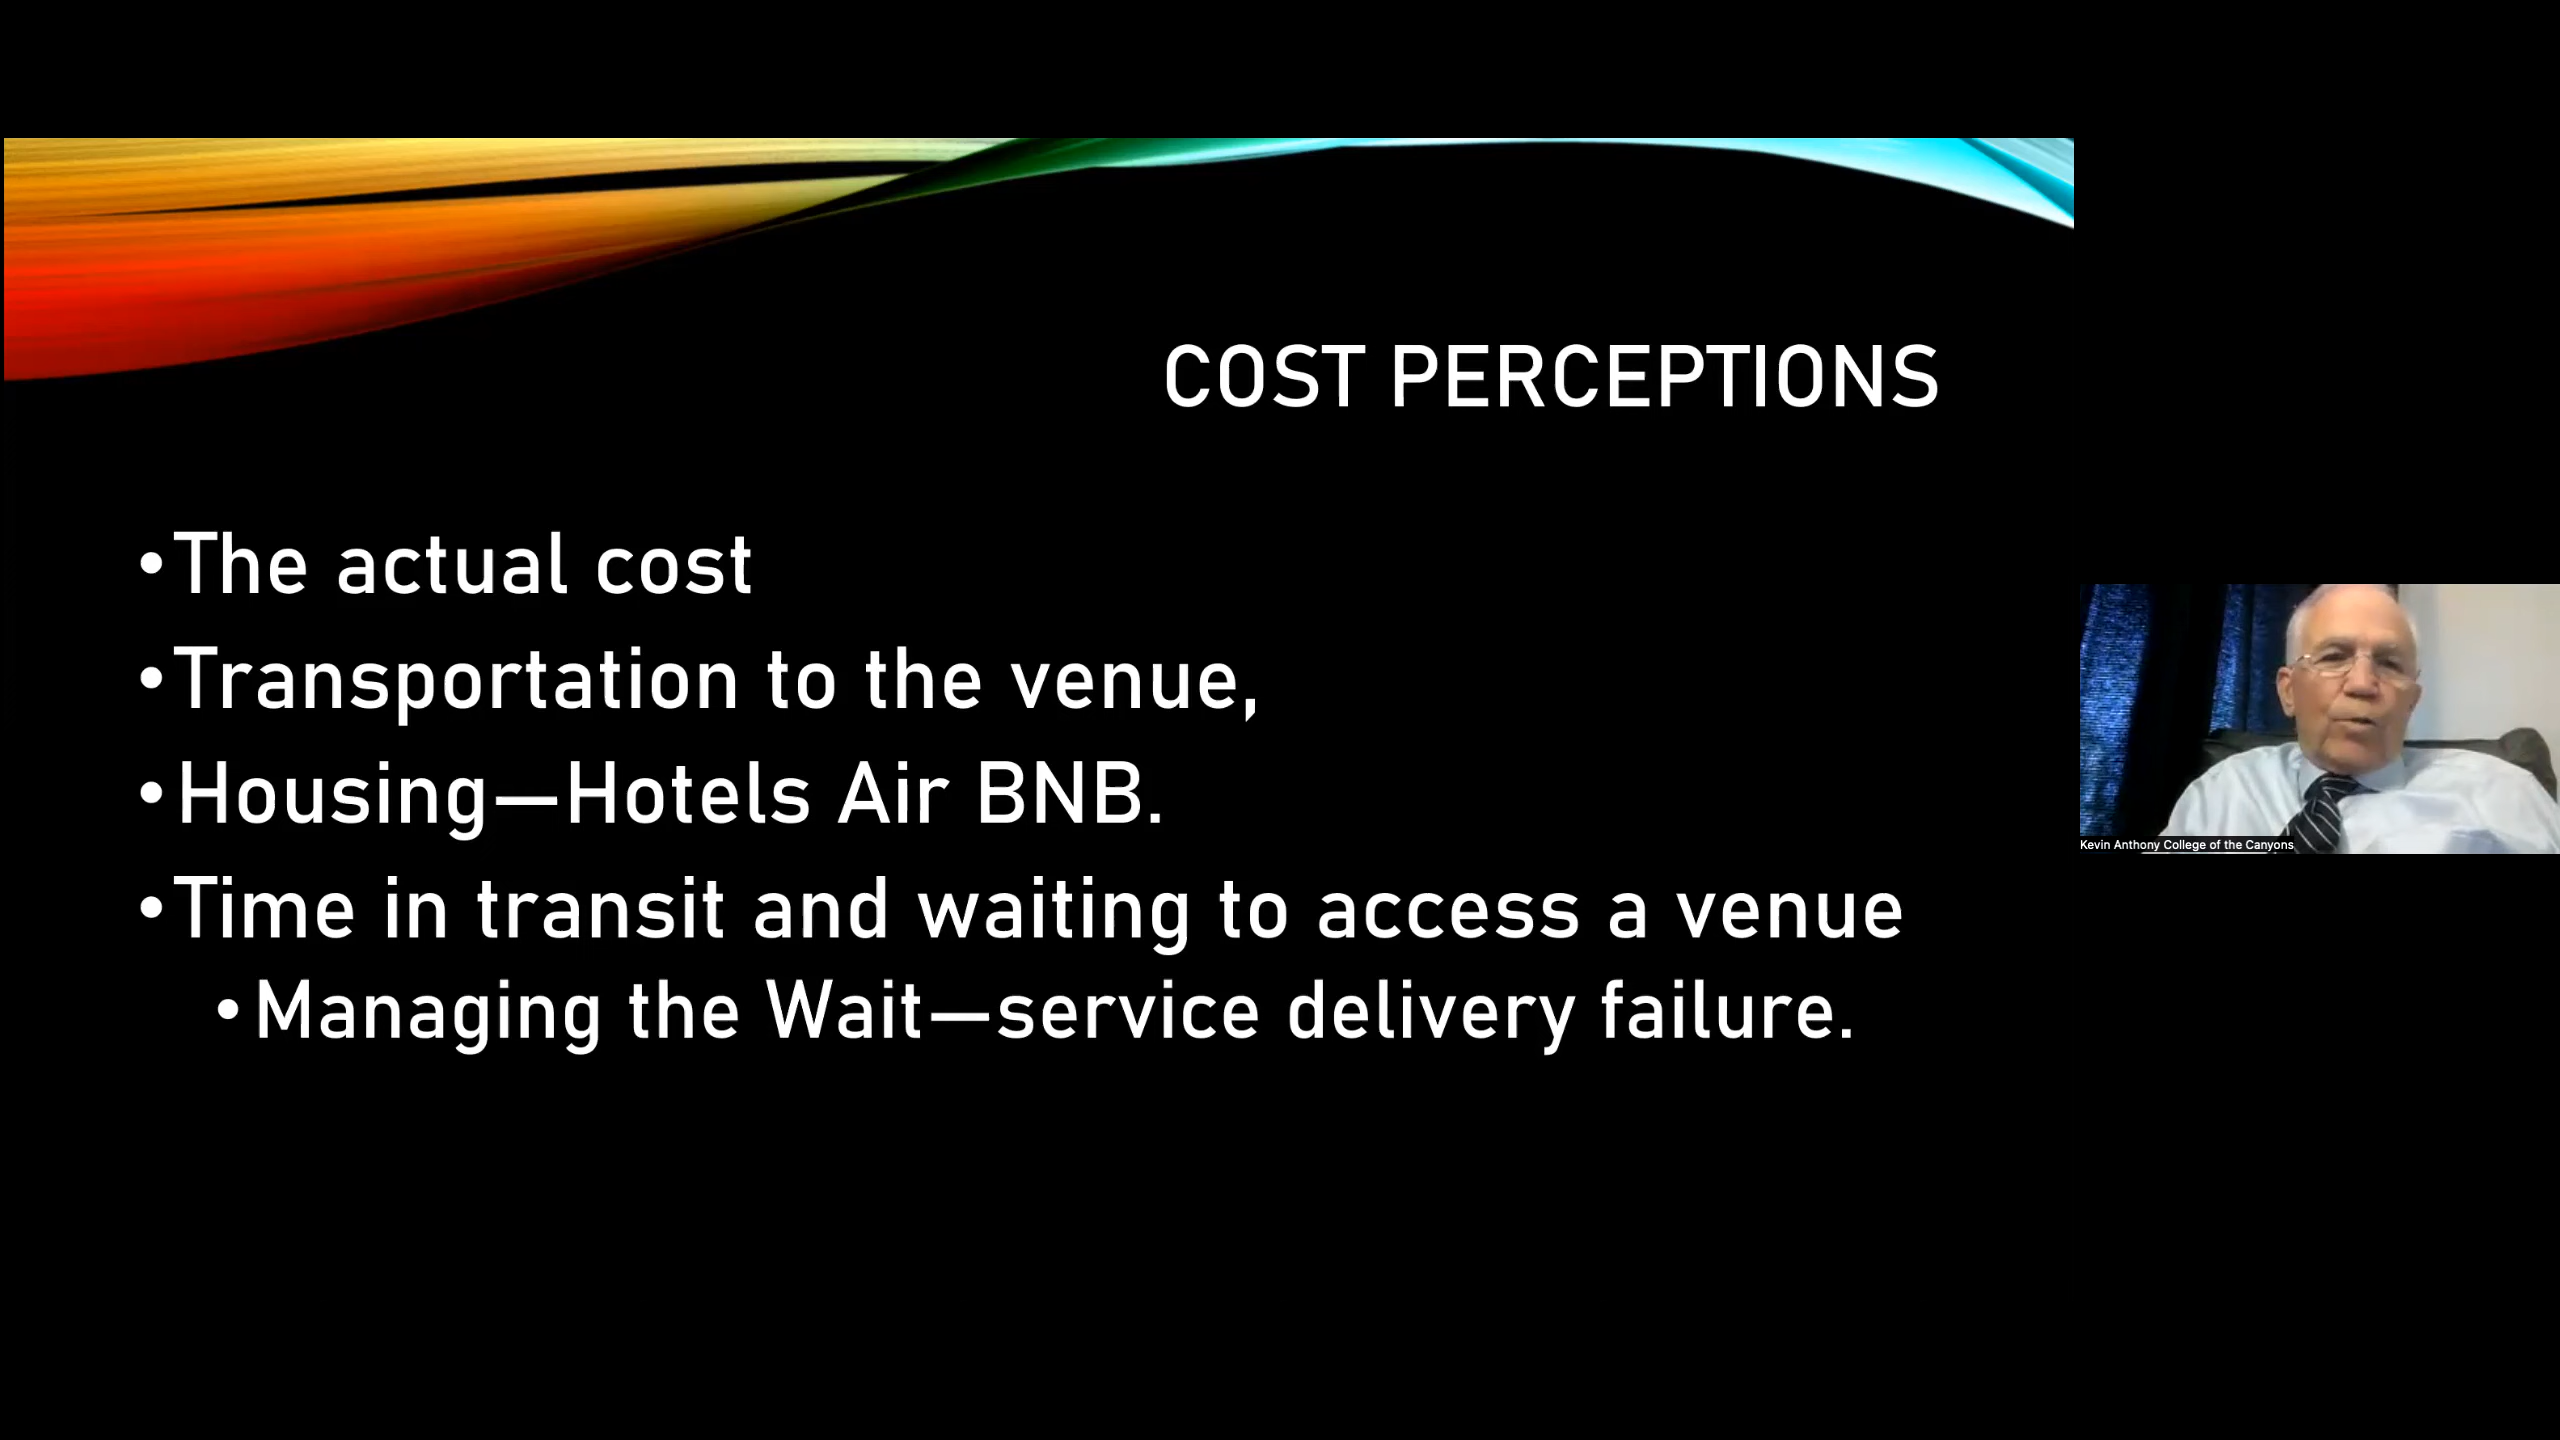 COST PERCEPTIONS
•The actual cost
•Transportation to the venue,
•Housing—Hotels Air BNB.
•Time in transit and waiting to access a venue
•Managing the Wait—service delivery failure.
Kevin Anthony College of the Canyons